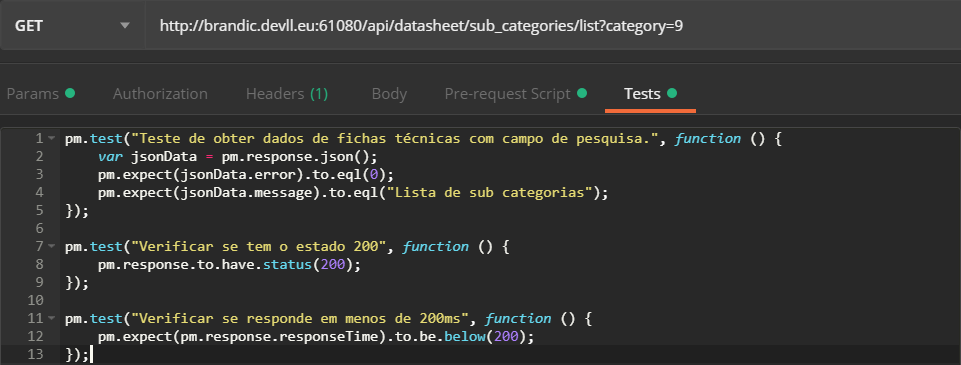 GET http://brandic.devll.eu:61080/api/datasheet/sub_categories/list?category=9
Params Authorization Headers (1) Body Pre-request Script Tests
1 pm.test("Teste de obter dados de fichas técnicas com campo de pesquisa.", function () {
2 var jsonData = pm.response.json();
3 pm.expect(jsonData.error).to.eql(0);
4 pm.expect(jsonData.message).to.eql("Lista de sub categorias");
5 });
6
7 pm.test("Verificar se tem o estado 200", function () {
8 pm.response.to.have.status(200);
9 });
10
11 pm.test("Verificar se responde em menos de 200ms", function () {
12 pm.expect(pm.response.responseTime).to.be.below(200);
13 });